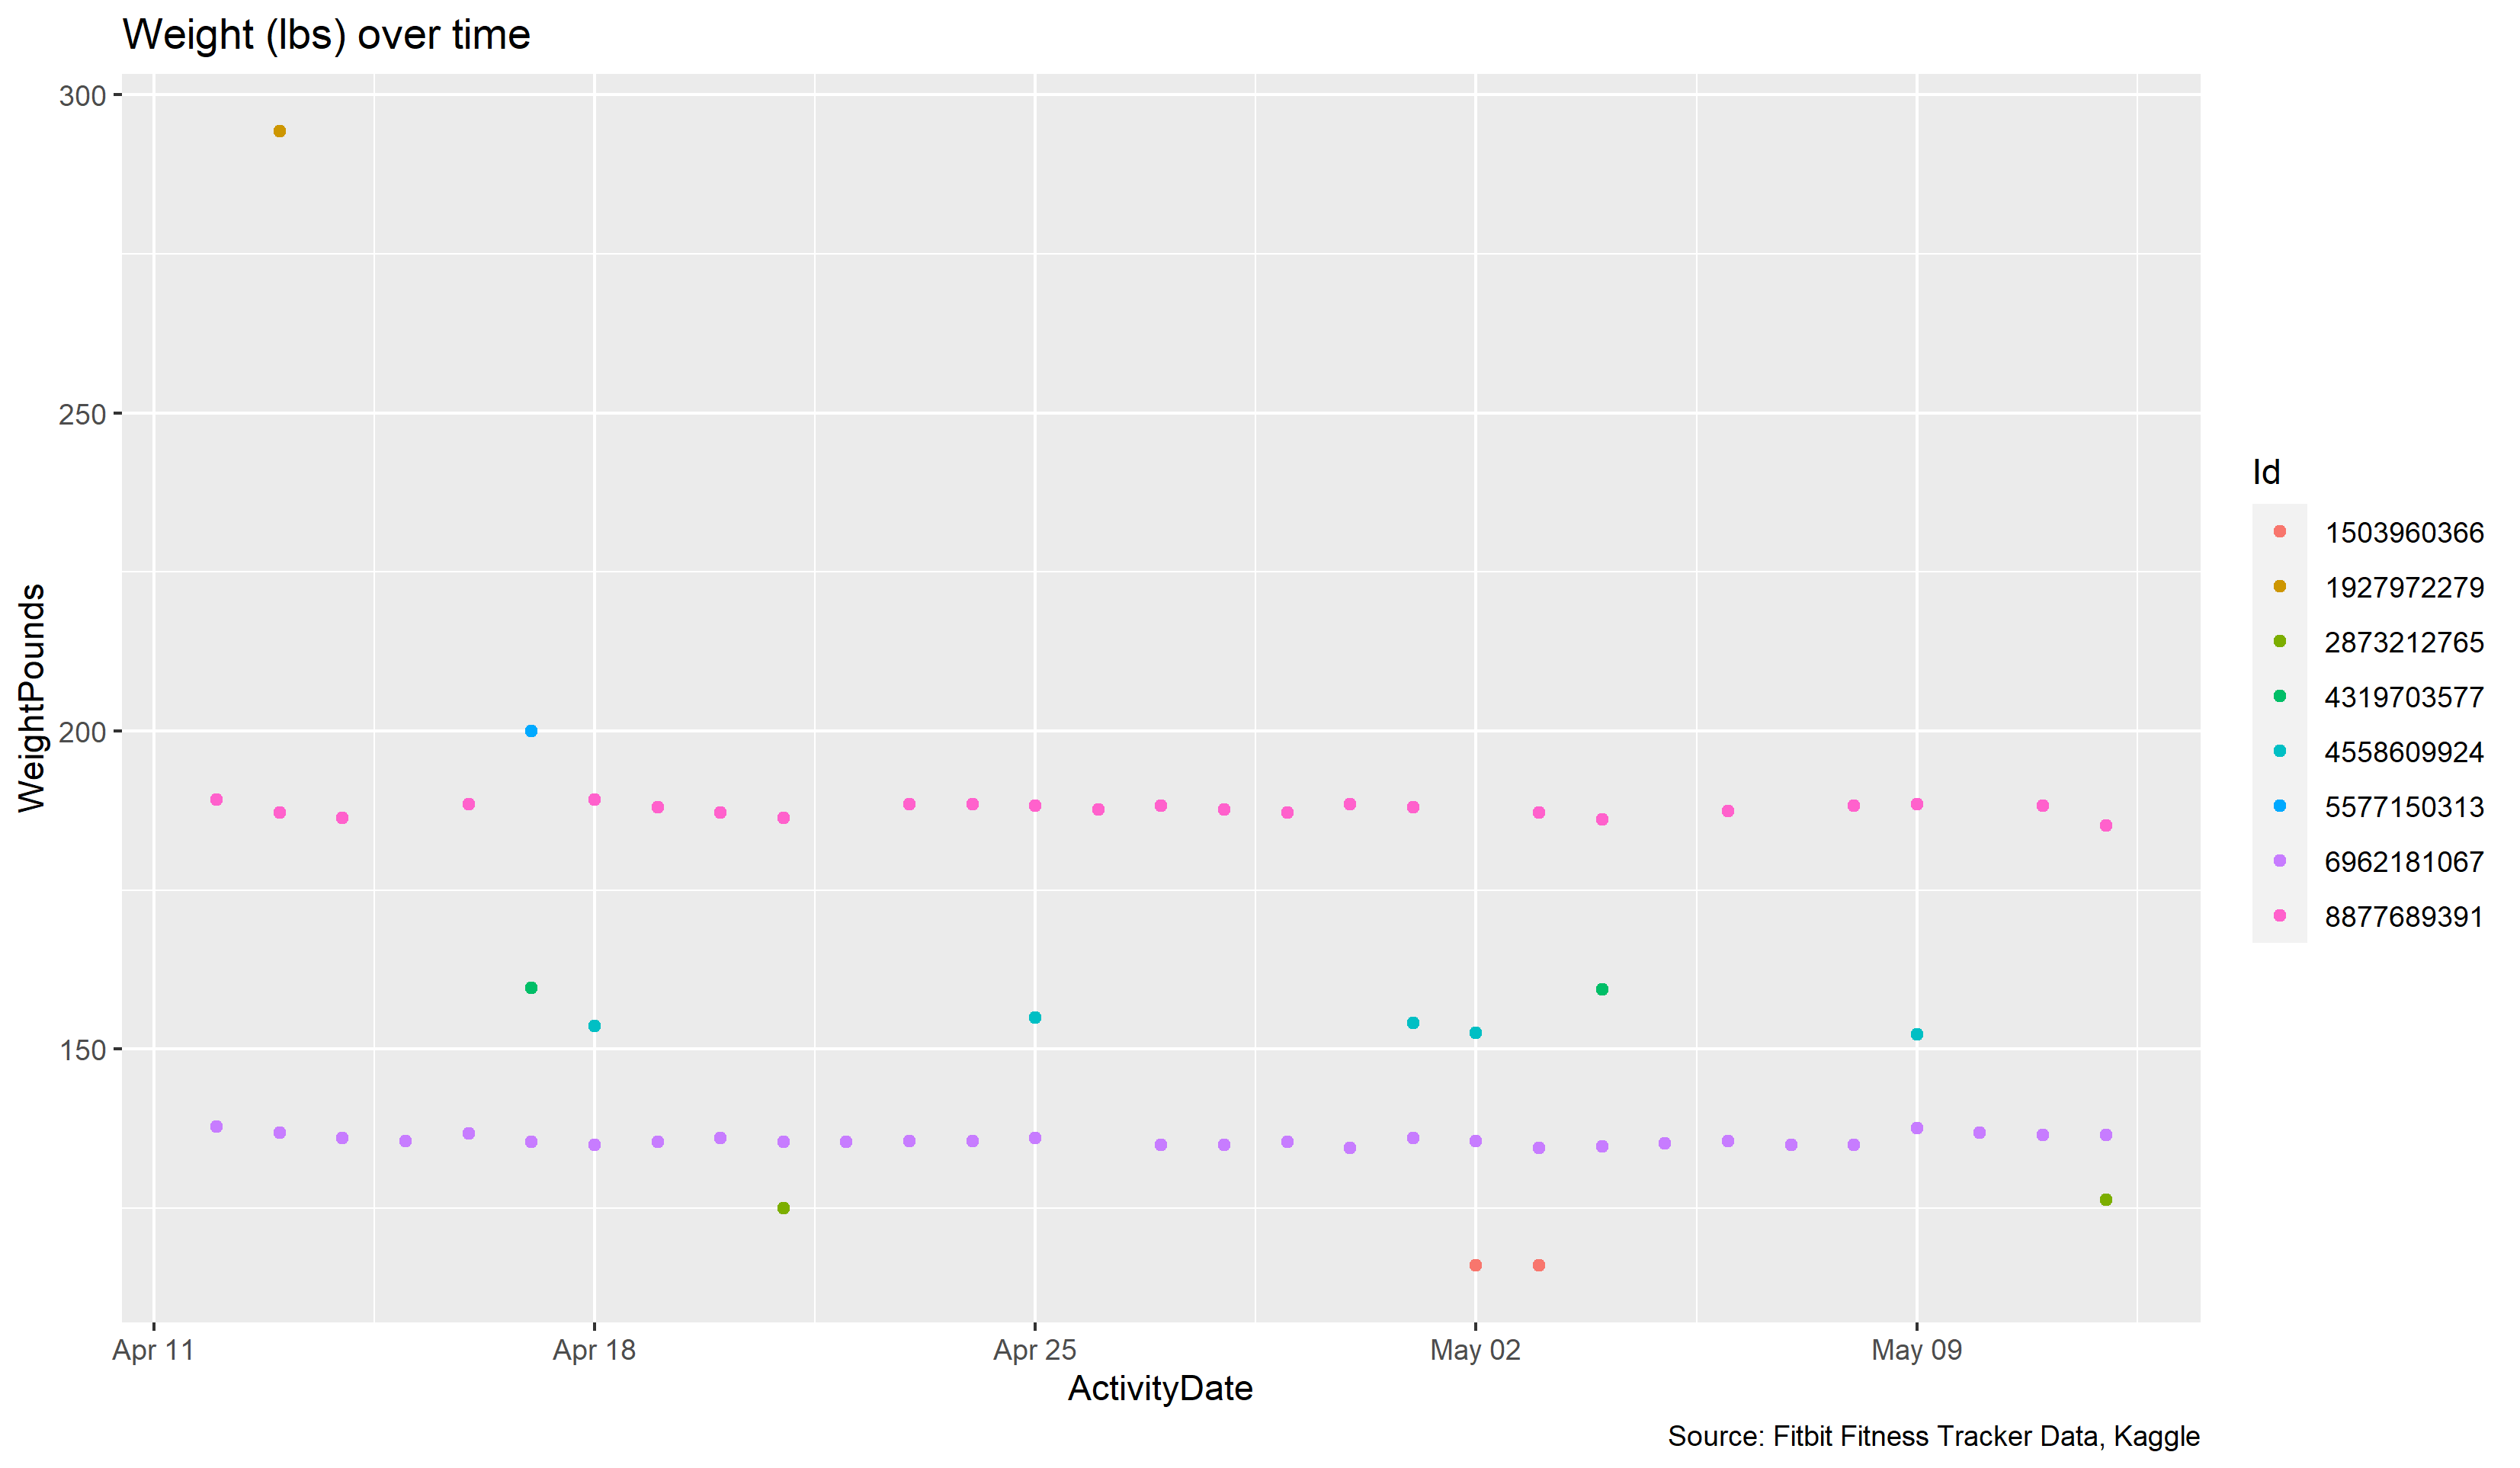 Weight (lbs) over time
300
250
200
150
WeightPounds
Apr 11
Apr 18
Apr 25
May 02
May 09
ActivityDate
Id
1503960366
1927972279
2873212765
4319703577
4558609924
5577150313
6962181067
8877689391
Source: Fitbit Fitness Tracker Data, Kaggle